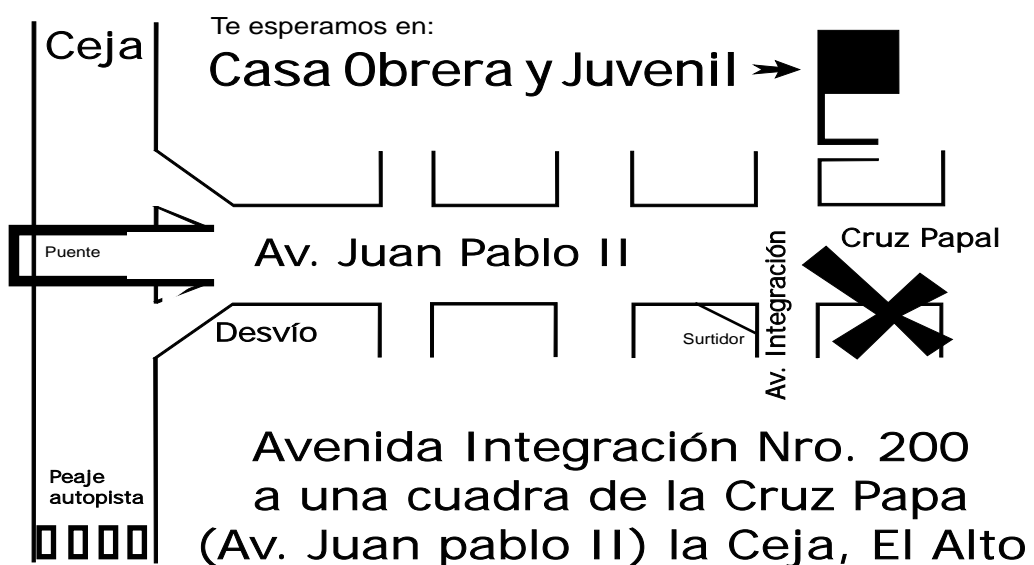 Ceja
Te esperamos en:
Casa Obrera y Juvenil
Puente
Av. Juan Pablo II
Cruz Papal
Av. Integración
Desvío
Surtidor
Peaje
autopista
Avenida Integración Nro. 200
a una cuadra de la Cruz Papa
(Av. Juan pablo II) la Ceja, El Alto